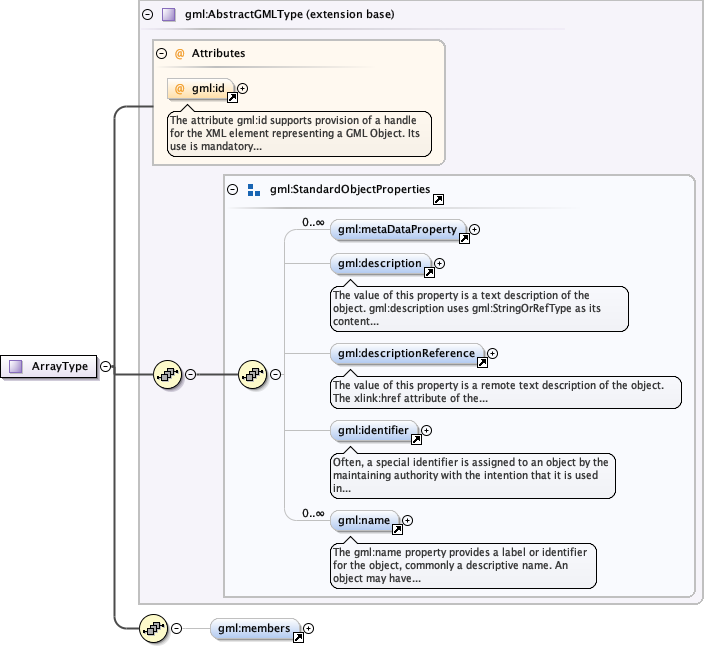 gml:AbstractGMLType (extension base)
@ Attributes
@ gml:id
The attribute gml:id supports provision of a handle
for the XML element representing a GML Object. Its
use is mandatory...
gml:StandardObjectProperties
0..∞
gml:metaDataProperty
gml:description
The value of this property is a text description of the
object. gml:description uses gml:StringOrRefType as its
content...
gml:descriptionReference
The value of this property is a remote text description of the object.
The xlink:href attribute of the...
ArrayType
gml:identifier
Often, a special identifier is assigned to an object by the
maintaining authority with the intention that it is used
in...
0..∞
gml:name
The gml:name property provides a label or identifier
for the object, commonly a descriptive name. An
object may have...
gml:members